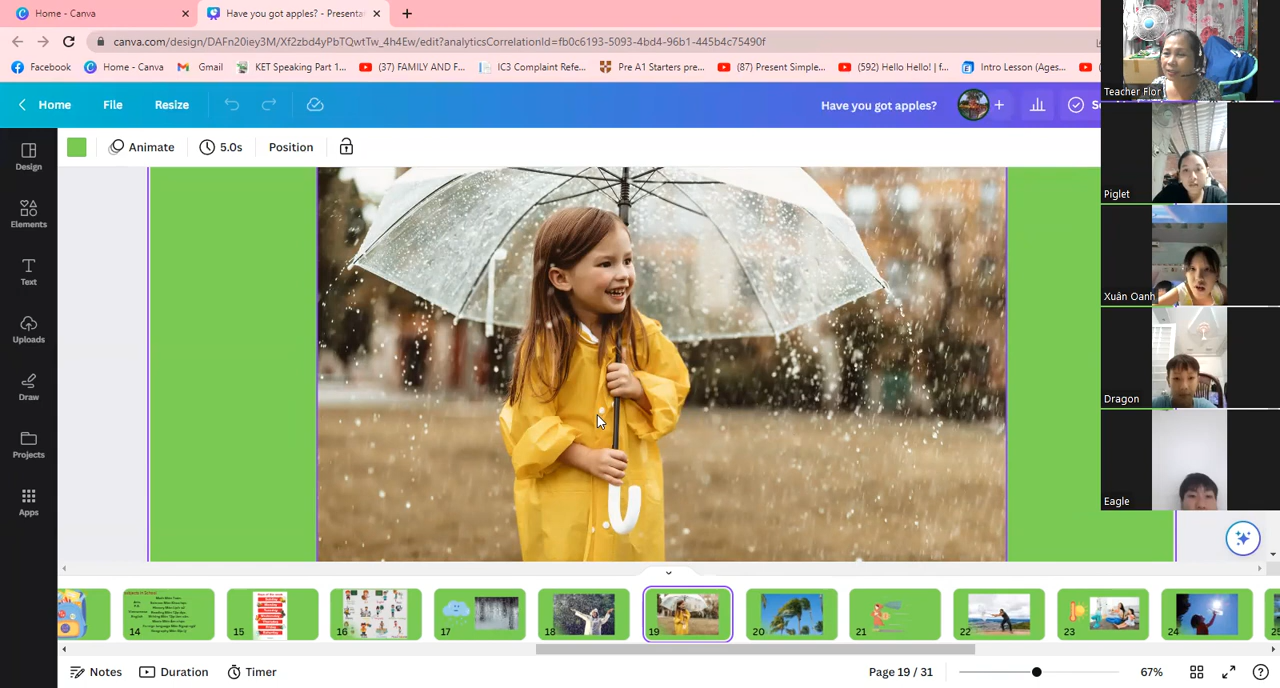 Home - Canva
Have you got apples? - Presenta
canva.com/design/DAFn20iey3M/Xf2zbd4yPbTQwtTw_4h4Ew/edit?analyticsCorrelationId=fb0c6193-5093-4bd4-96b1-445b4c75490f
Facebook
Home - Canva
Gmail
KET Speaking Part 1...
(37) FAMILY AN...
IC3 Complaint Refe...
Pre A1 Starters pre...
(87) Present Simple...
(592) Hello Hello! | f...
Intro Lesson (Ages...
Home
File
Resize
Have you got apples?
Animate
5.0s
Position
Design
Elements
Text
Uploads
Draw
Projects
Apps
Teacher Flor
Piglet
Xuân Oanh
Dragon
Eagle
14
15
16
17
18
19
20
21
22
23
24
Notes
Duration
Timer
Page 19 / 31
67%